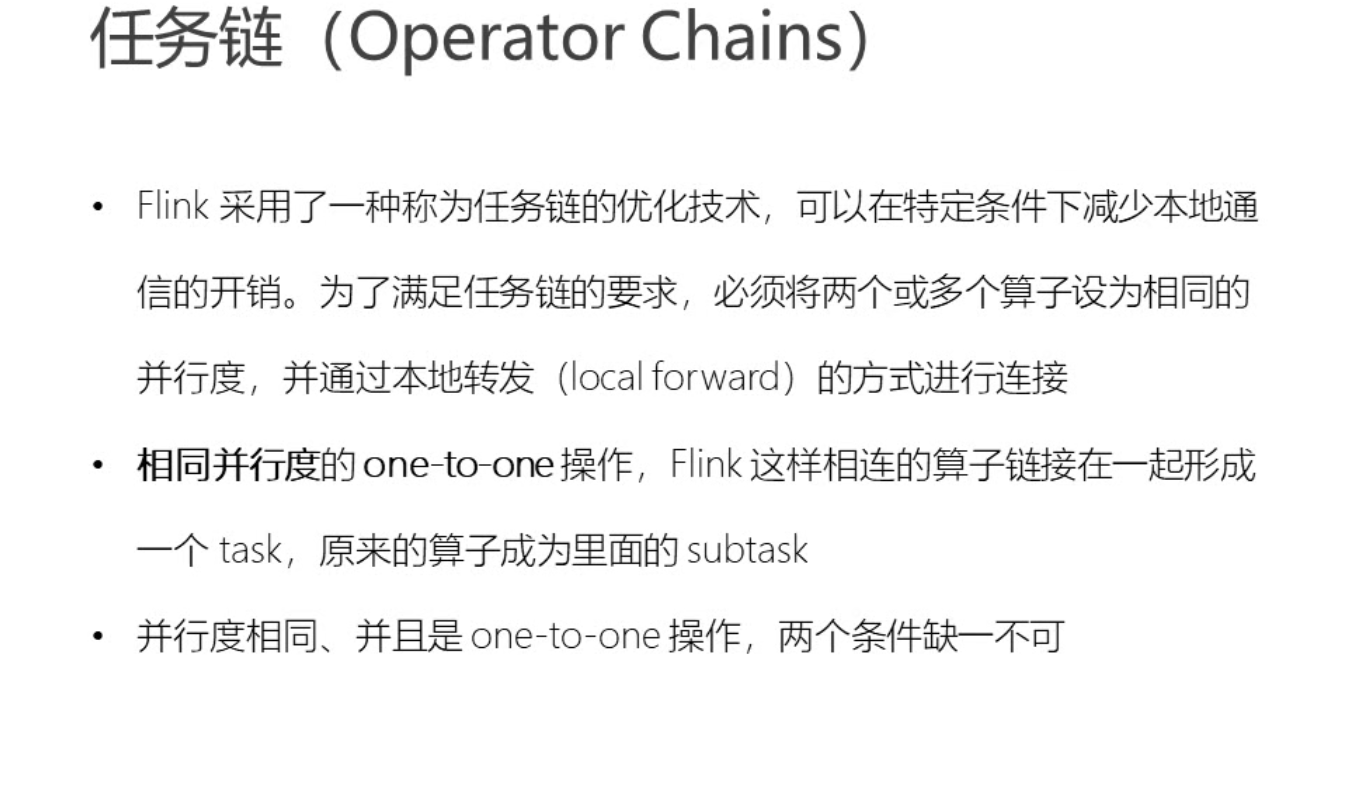 任务链（Operator Chains）
• Flink 采用了一种称为任务链的优化技术，可以在特定条件下减少本地通
信的开销。为了满足任务链的要求，必须将两个或多个算子设为相同的
并行度，并通过本地转发（local forward）的方式进行连接
• 相同并行度的 one-to-one 操作，Flink 这样相连的算子链接在一起形成
一个 task，原来的算子成为里面的 subtask
• 并行度相同、并且是 one-to-one 操作，两个条件缺一不可